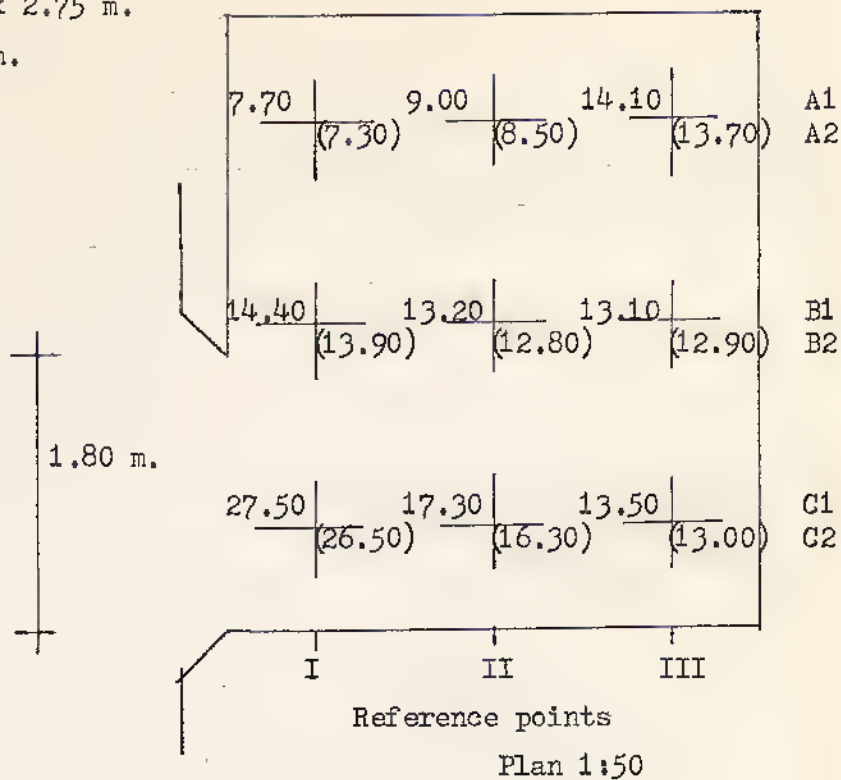 2.75 m.
7.70 9.00 14.10 A1
(7.30) (8.50) (13.70) A2
14.40 13.20 13.10 B1
(13.90) (12.80) (12.90) B2
1.80 m.
27.50 17.30 13.50 C1
(26.50) (16.30) (13.00) C2
I II III
Reference points
Plan 1:50